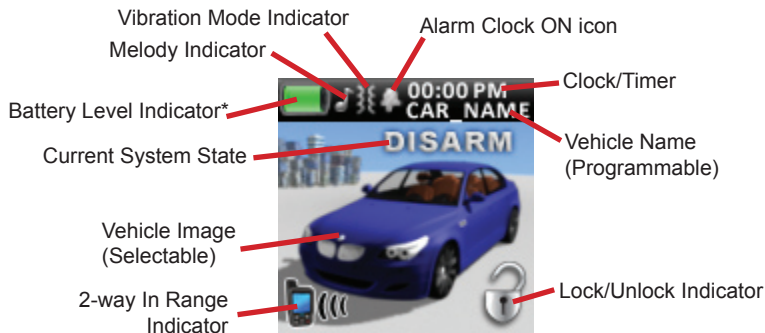 Vibration Mode Indicator
Alarm Clock ON icon
Melody Indicator
00:00 PM
Clock/Timer
CAR_NAME
Battery Level Indicator*
DISARM
Vehicle Name
(Programmable)
Current System State
Vehicle Image
(Selectable)
2-way In Range
Indicator
Lock/Unlock Indicator